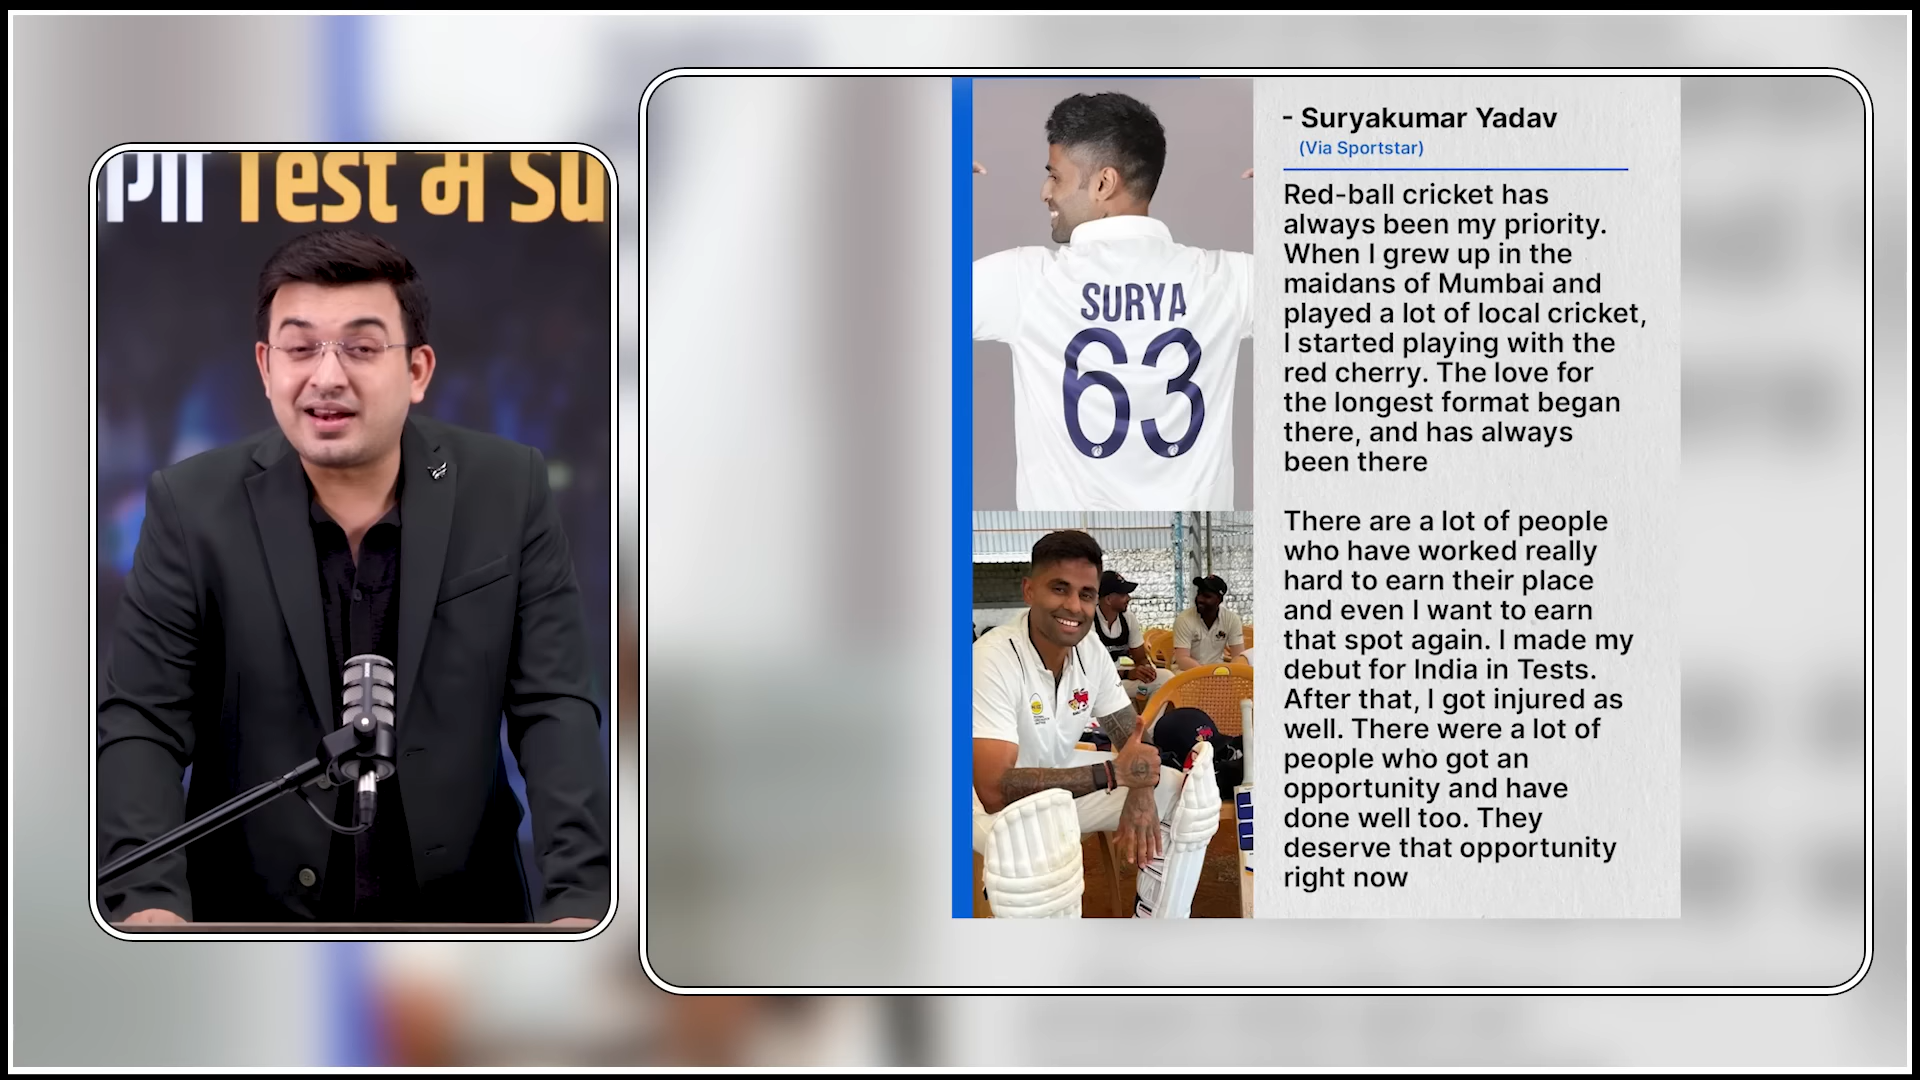 Test में Su
- Suryakumar Yadav
(Via Sportstar)
Red-ball cricket has
always been my priority.
When I grew up in the
maidans of Mumbai and
played a lot of local cricket,
I started playing with the
red cherry. The love for
the longest format began
there, and has always
been there
There are a lot of people
who have worked really
hard to earn their place
and even I want to earn
that spot again. I made my
debut for India in Tests.
After that, I got injured as
well. There were a lot of
people who got an
opportunity and have
done well too. They
deserve that opportunity
right now
SURYA
63